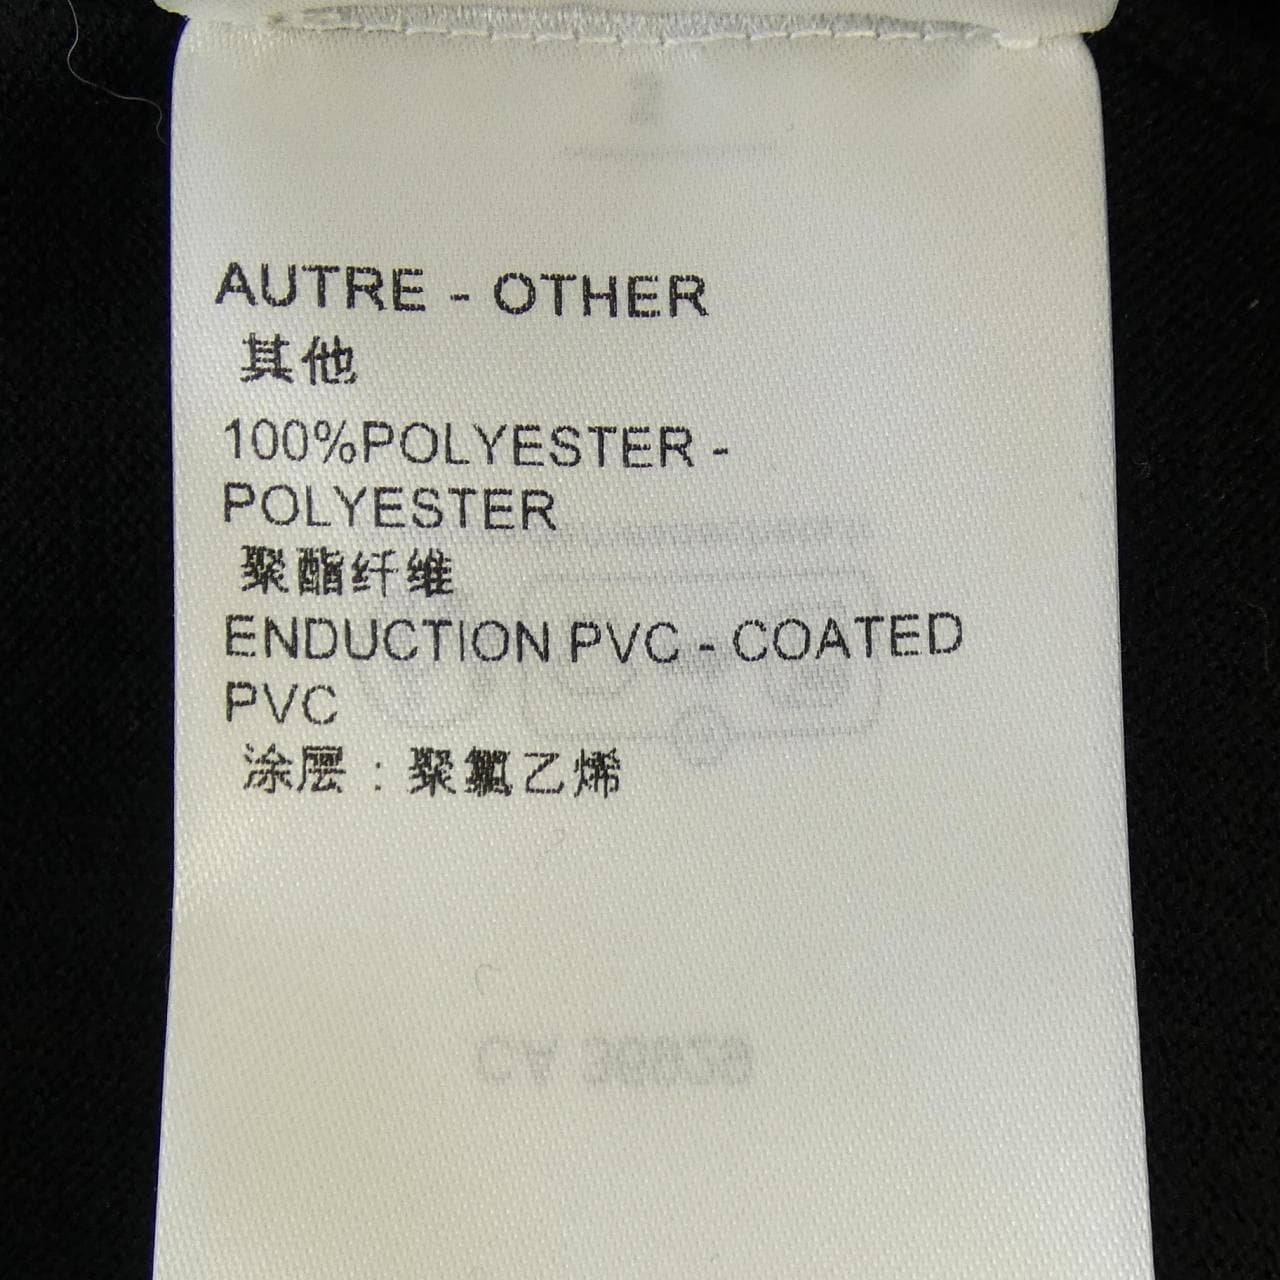 AUTRE - OTHER
其他
100%POLYESTER -
POLYESTER
聚酯纤维
ENDUCTION PVC - COATED
PVC
涂层：聚氯乙烯